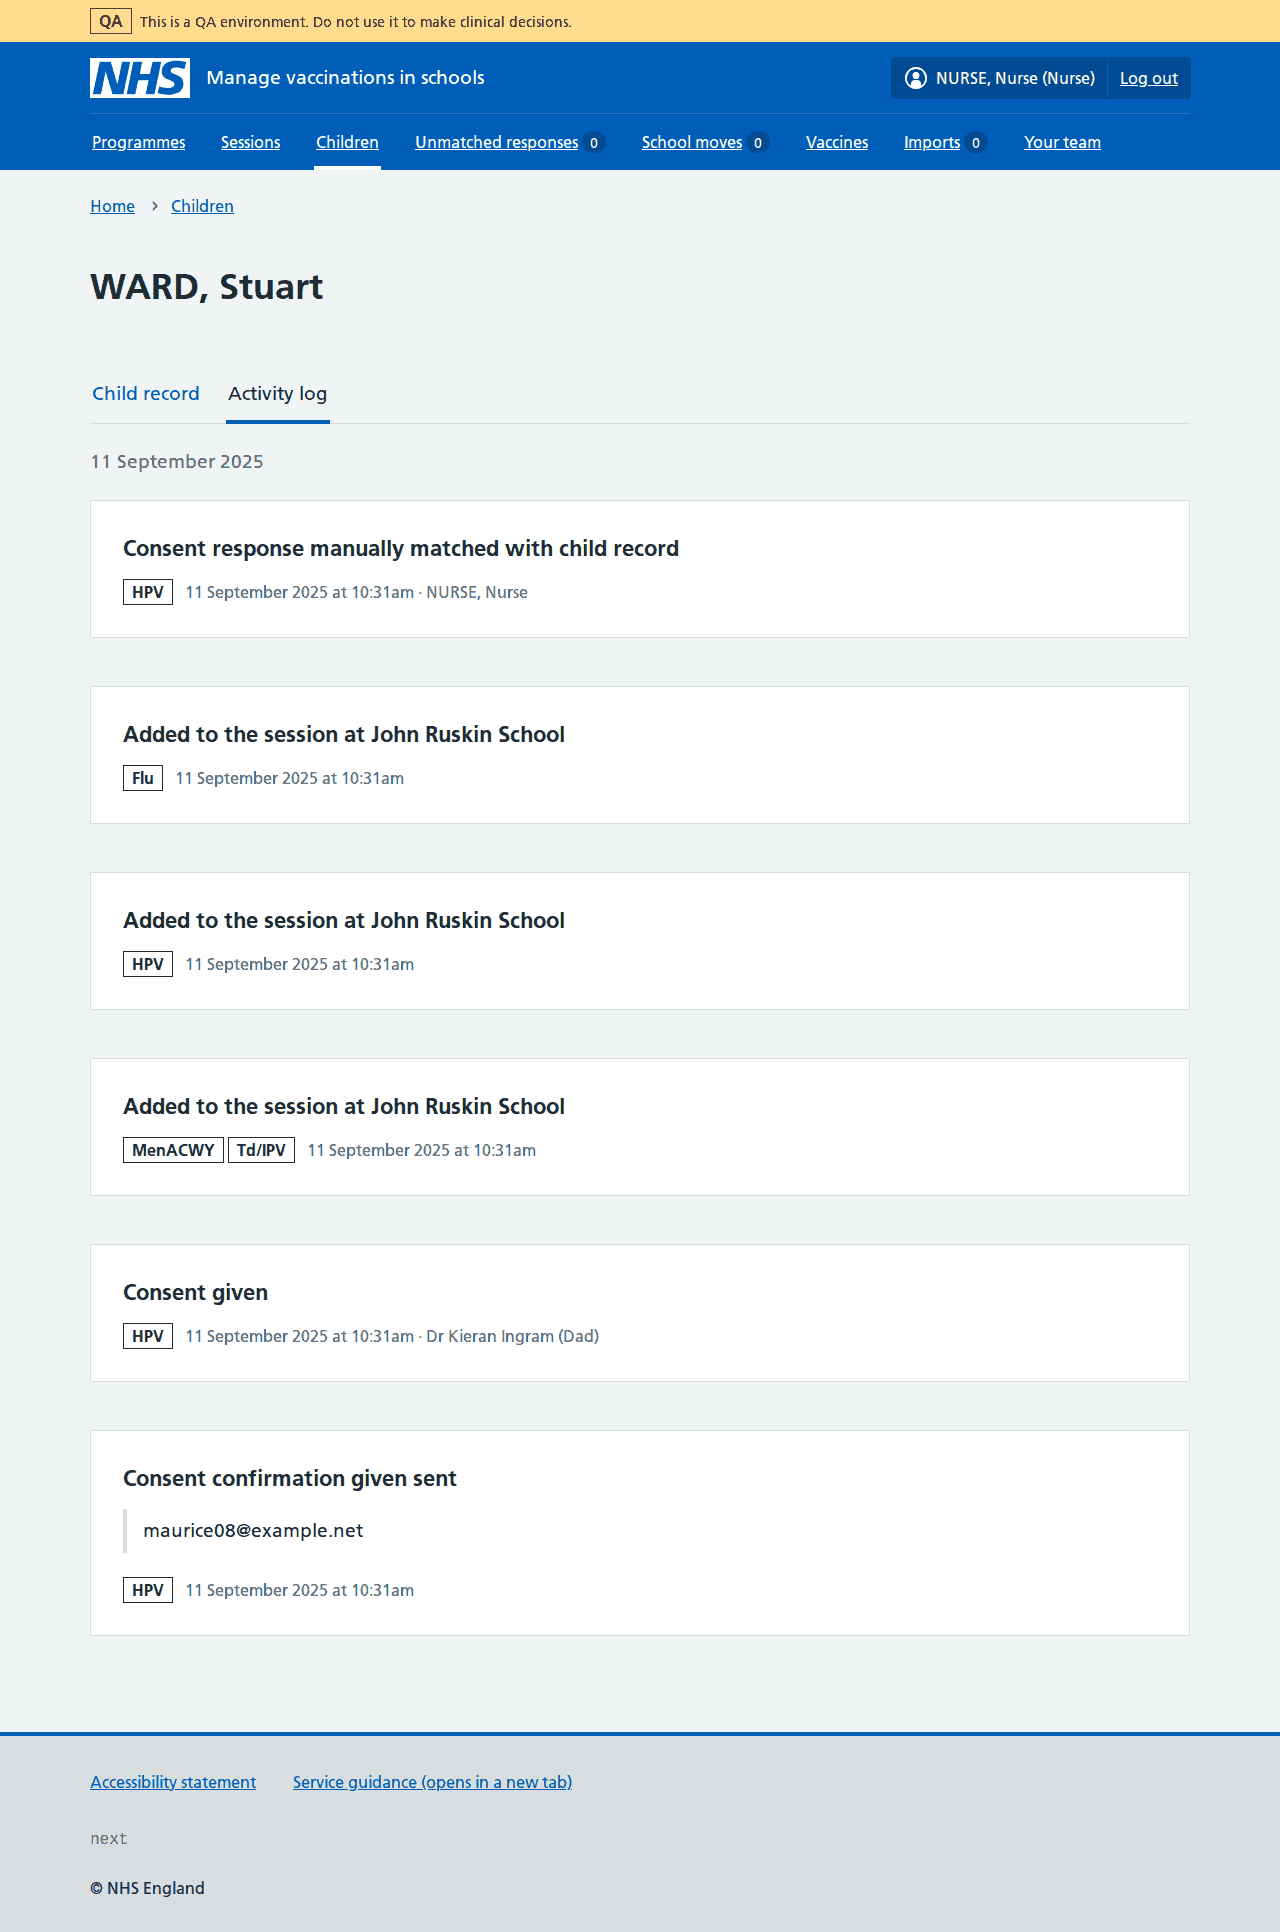 QA This is a QA environment. Do not use it to make clinical decisions.
NHS Manage vaccinations in schools NURSE, Nurse (Nurse) Log out
Programmes Sessions Children Unmatched responses 0 School moves 0 Vaccines Imports 0 Your team
Home › Children
WARD, Stuart
Child record Activity log
11 September 2025
Consent response manually matched with child record
HPV 11 September 2025 at 10:31am · NURSE, Nurse
Added to the session at John Ruskin School
Flu 11 September 2025 at 10:31am
Added to the session at John Ruskin School
HPV 11 September 2025 at 10:31am
Added to the session at John Ruskin School
MenACWY Td/IPV 11 September 2025 at 10:31am
Consent given
HPV 11 September 2025 at 10:31am · Dr Kieran Ingram (Dad)
Consent confirmation given sent
maurice08@example.net
HPV 11 September 2025 at 10:31am
Accessibility statement Service guidance (opens in a new tab)
next
© NHS England